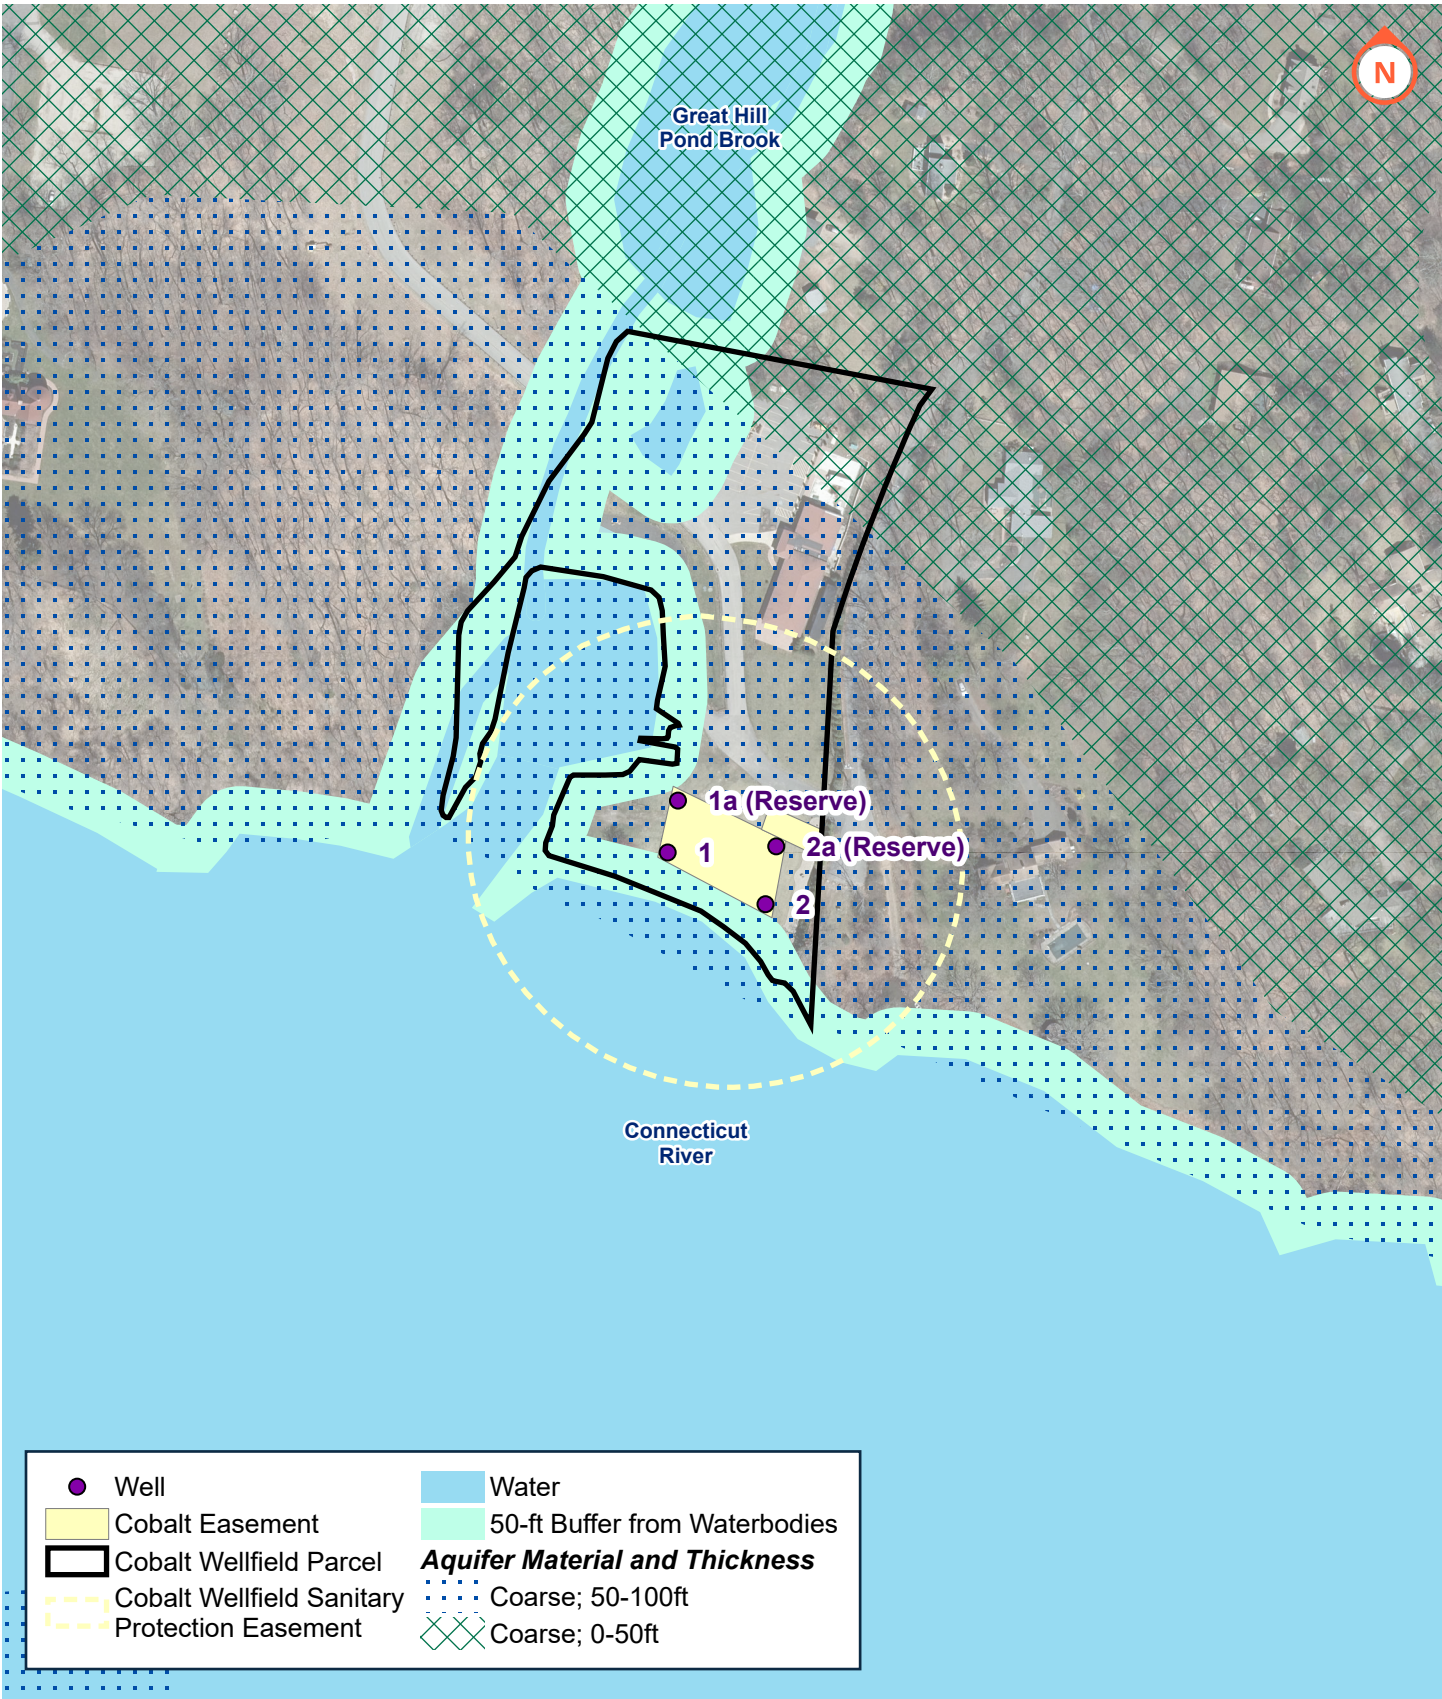 N
Great Hill
Pond Brook
1a (Reserve)
2a (Reserve)
1
2
Connecticut
River
Well
Cobalt Easement
Cobalt Wellfield Parcel
Cobalt Wellfield Sanitary
Protection Easement
Water
50-ft Buffer from Waterbodies
Aquifer Material and Thickness
Coarse; 50-100ft
Coarse; 0-50ft